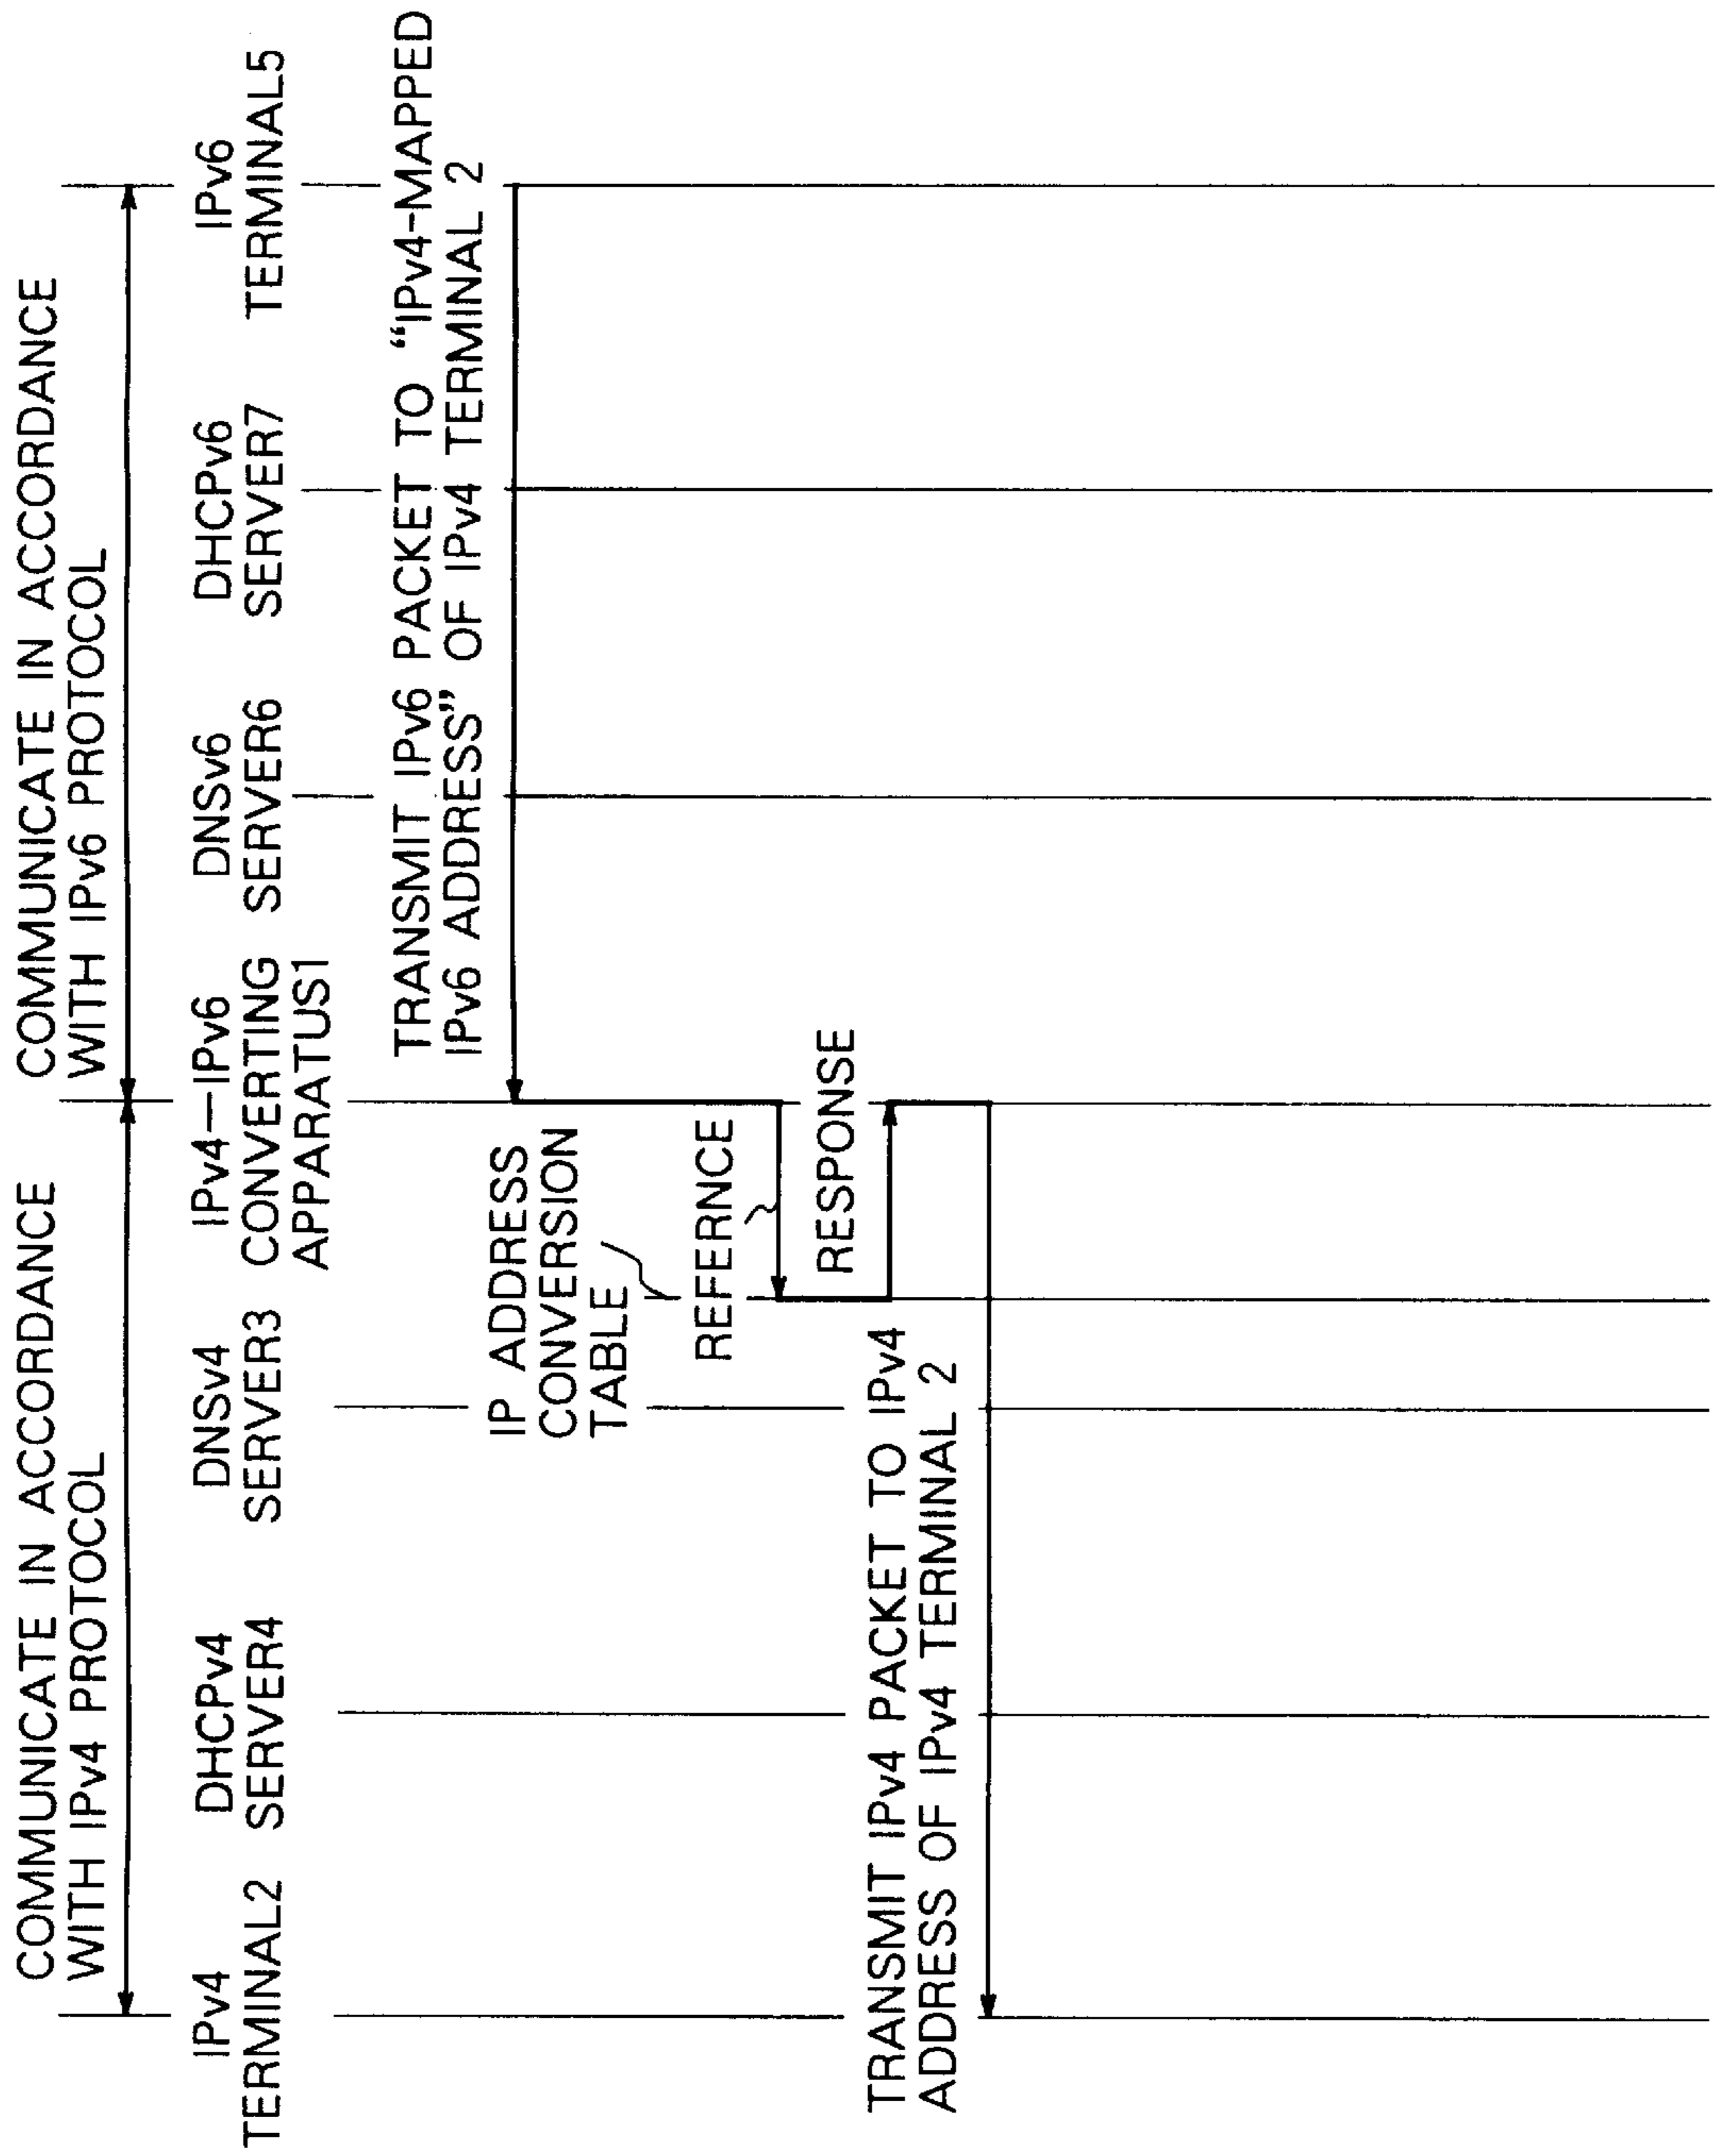 COMMUNICATE IN ACCORDANCE
WITH IPv4 PROTOCOL
COMMUNICATE IN ACCORDANCE
WITH IPv6 PROTOCOL
IPv4
TERMINAL2
DHCPv4
SERVER4
DNSv4
SERVER3
IPv4-IPv6
CONVERTING
APPARATUS1
DNSv6
SERVER6
DHCPv6
SERVER7
IPv6
TERMINAL5
TRANSMIT IPv6 PACKET TO “IPv4-MAPPED
IPv6 ADDRESS” OF IPv4 TERMINAL 2
IP ADDRESS
CONVERSION
TABLE
REFERNCE
RESPONSE
TRANSMIT IPv4 PACKET TO IPv4
ADDRESS OF IPv4 TERMINAL 2